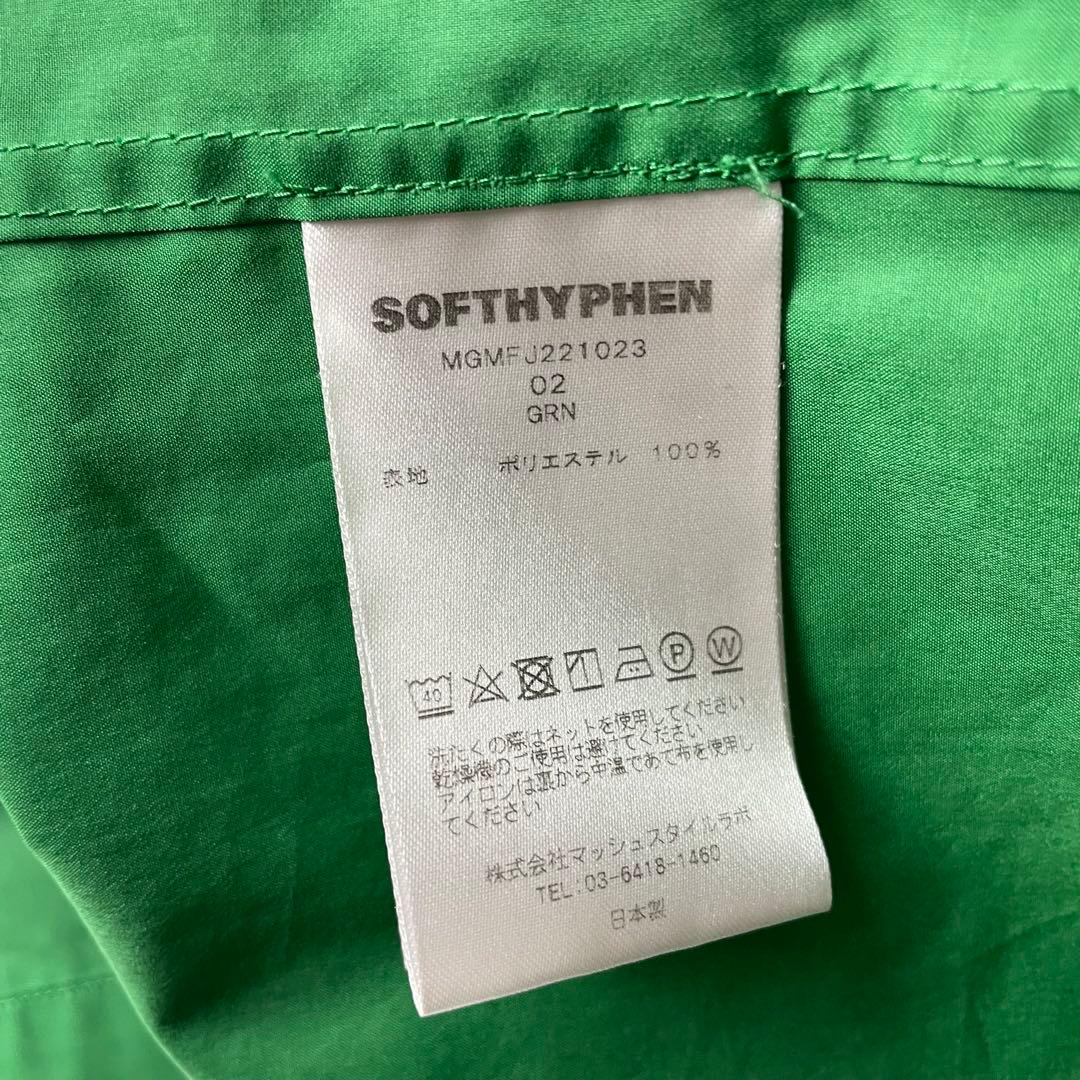 SOFTHYPHEN
MGMFJ221023
02
GRN
表地 ポリエステル 100%
40 P W
洗たくの際はネットを使用してください
乾燥機のご使用は避けてください
アイロンは裏から中温であて布を使用し
てください
株式会社マッシュスタイルラボ
TEL:03-6418-1460
日本製